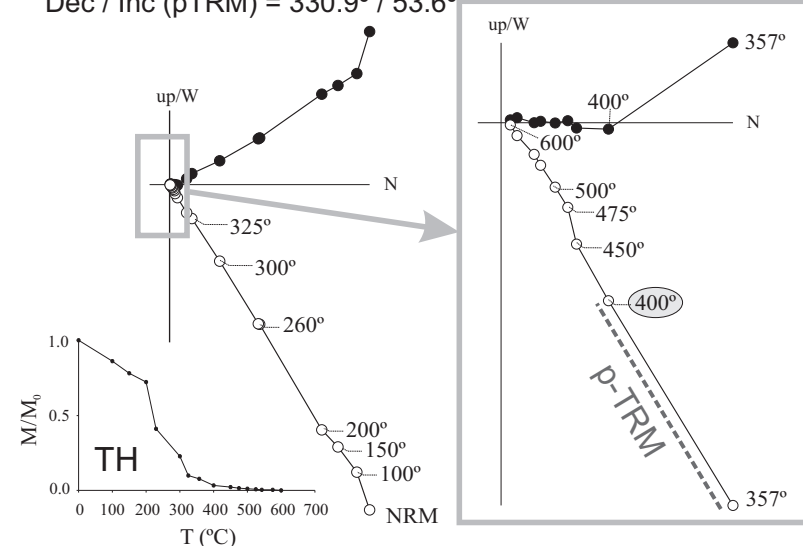 Dec / Inc (pTRM) = 330.9º / 53.6º
up/W
N
325º
300º
260º
200º
150º
100º
NRM
1.0
0.5
0.0
M/M0
TH
0 100 200 300 400 500 600 700
T (ºC)
up/W
357º
400º
N
600º
500º
475º
450º
400º
p-TRM
357º